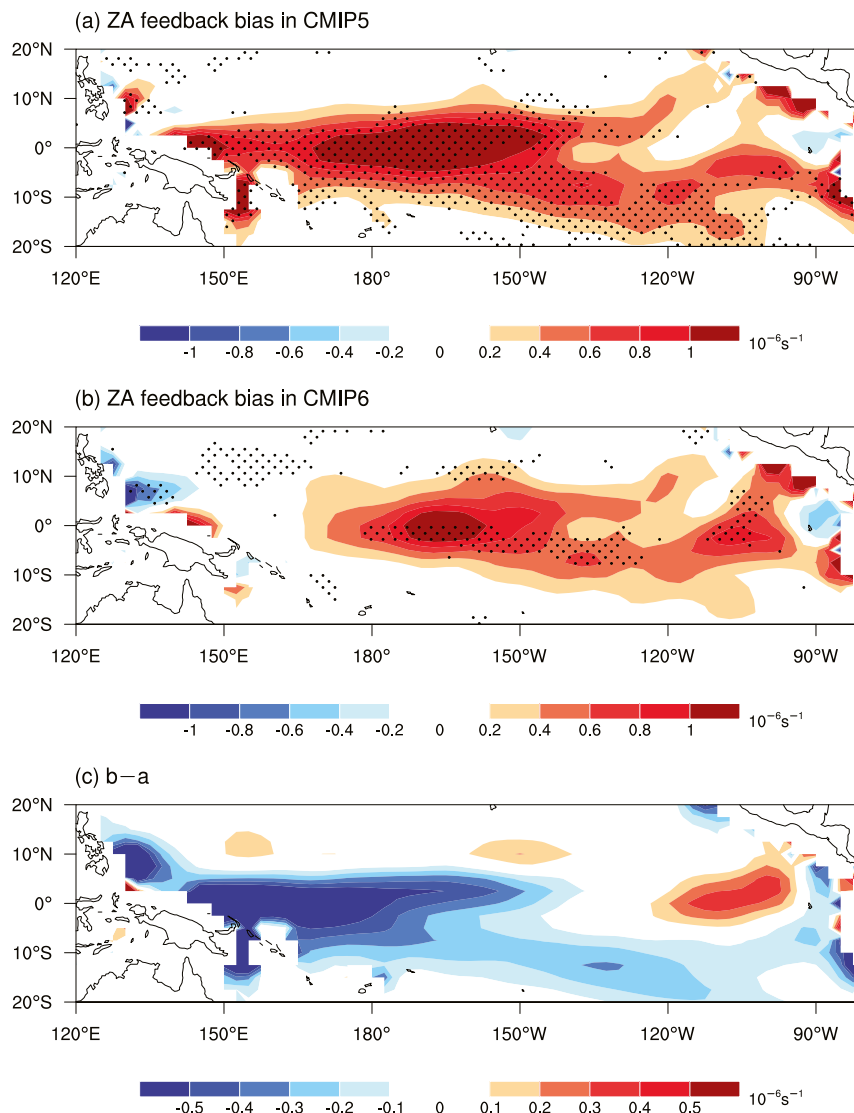 (a) ZA feedback bias in CMIP5
20°N
10°N
0°
10°S
20°S
120°E 150°E 180° 150°W 120°W 90°W
-1 -0.8 -0.6 -0.4 -0.2 0 0.2 0.4 0.6 0.8 1 10⁻⁶s⁻¹
(b) ZA feedback bias in CMIP6
20°N
10°N
0°
10°S
20°S
120°E 150°E 180° 150°W 120°W 90°W
-1 -0.8 -0.6 -0.4 -0.2 0 0.2 0.4 0.6 0.8 1 10⁻⁶s⁻¹
(c) b−a
20°N
10°N
0°
10°S
20°S
120°E 150°E 180° 150°W 120°W 90°W
-0.5 -0.4 -0.3 -0.2 -0.1 0 0.1 0.2 0.3 0.4 0.5 10⁻⁶s⁻¹